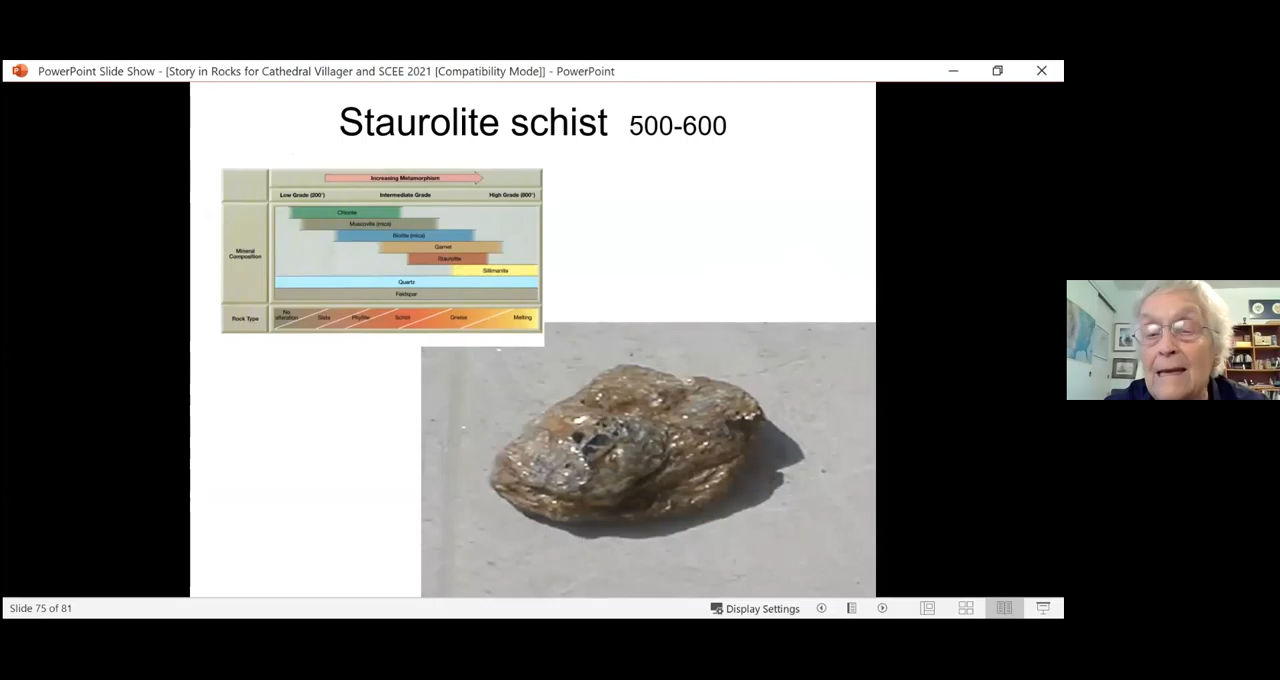 PowerPoint Slide Show - [Story in Rocks for Cathedral Villager and SCEE 2021 [Compatibility Mode]] - PowerPoint
Staurolite schist 500-600
Increasing Metamorphism
Low Grade (200°) Intermediate Grade High Grade (800°)
Mineral
Composition
Chlorite
Muscovite (mica)
Biotite (mica)
Garnet
Staurolite
Sillimanite
Quartz
Feldspar
Rock Type
No
alteration
Slate Phyllite Schist Gneiss Melting
Slide 75 of 81
Display Settings